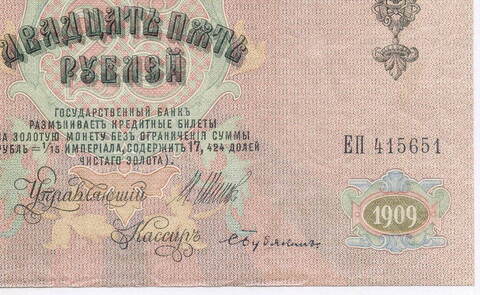 ДВАДЦАТЬ ПЯТЬ
РУБЛЕЙ
ГОСУДАРСТВЕННЫЙ БАНКЪ
РАЗМѢНИВАЕТЪ КРЕДИТНЫЕ БИЛЕТЫ
НА ЗОЛОТУЮ МОНЕТУ БЕЗЪ ОГРАНИЧЕНІЯ СУММЫ
РУБЛЬ = 1/15 ИМПЕРІАЛА, СОДЕРЖИТЪ 17,424 ДОЛЕЙ
ЧИСТАГО ЗОЛОТА).
ЕП 415651
Управляющій
1909
Кассиръ